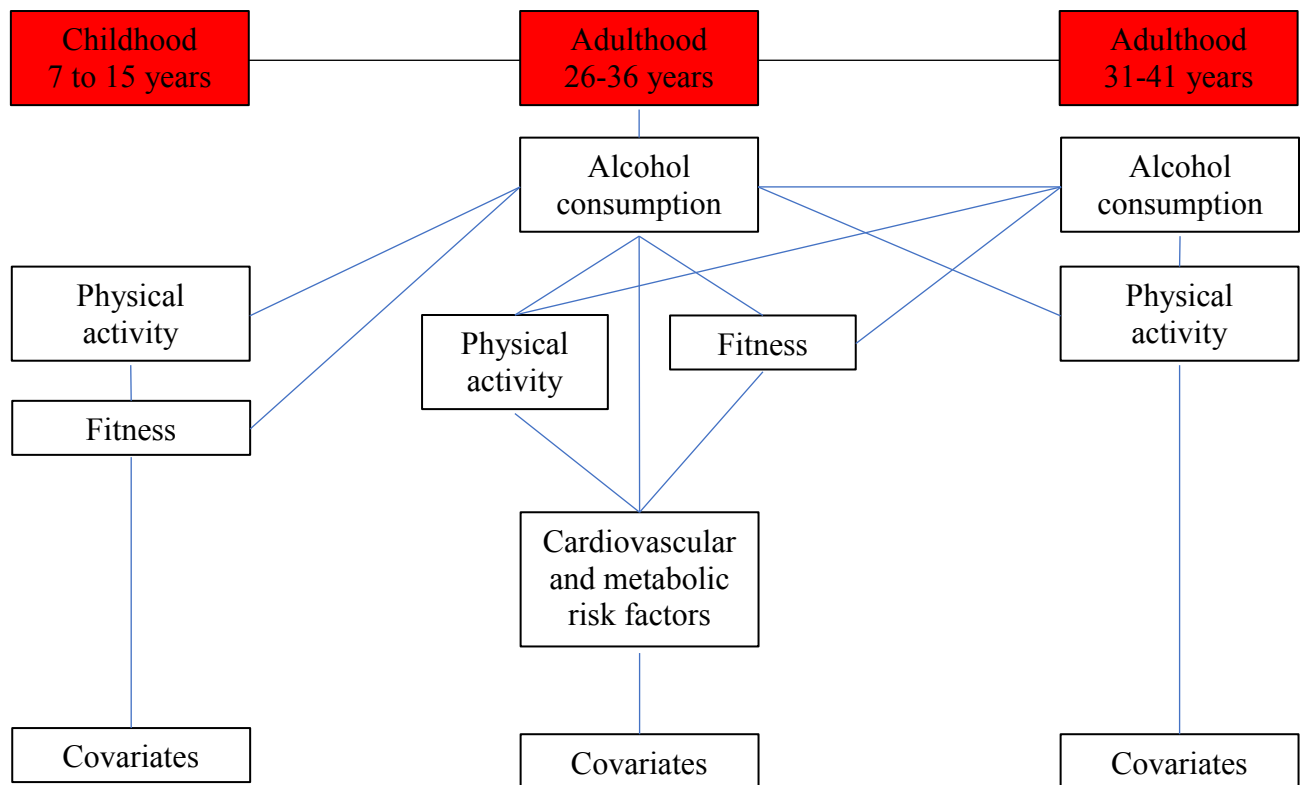 Childhood
7 to 15 years
Adulthood
26-36 years
Adulthood
31-41 years
Alcohol
consumption
Alcohol
consumption
Physical
activity
Physical
activity
Fitness
Physical
activity
Fitness
Cardiovascular
and metabolic
risk factors
Covariates
Covariates
Covariates